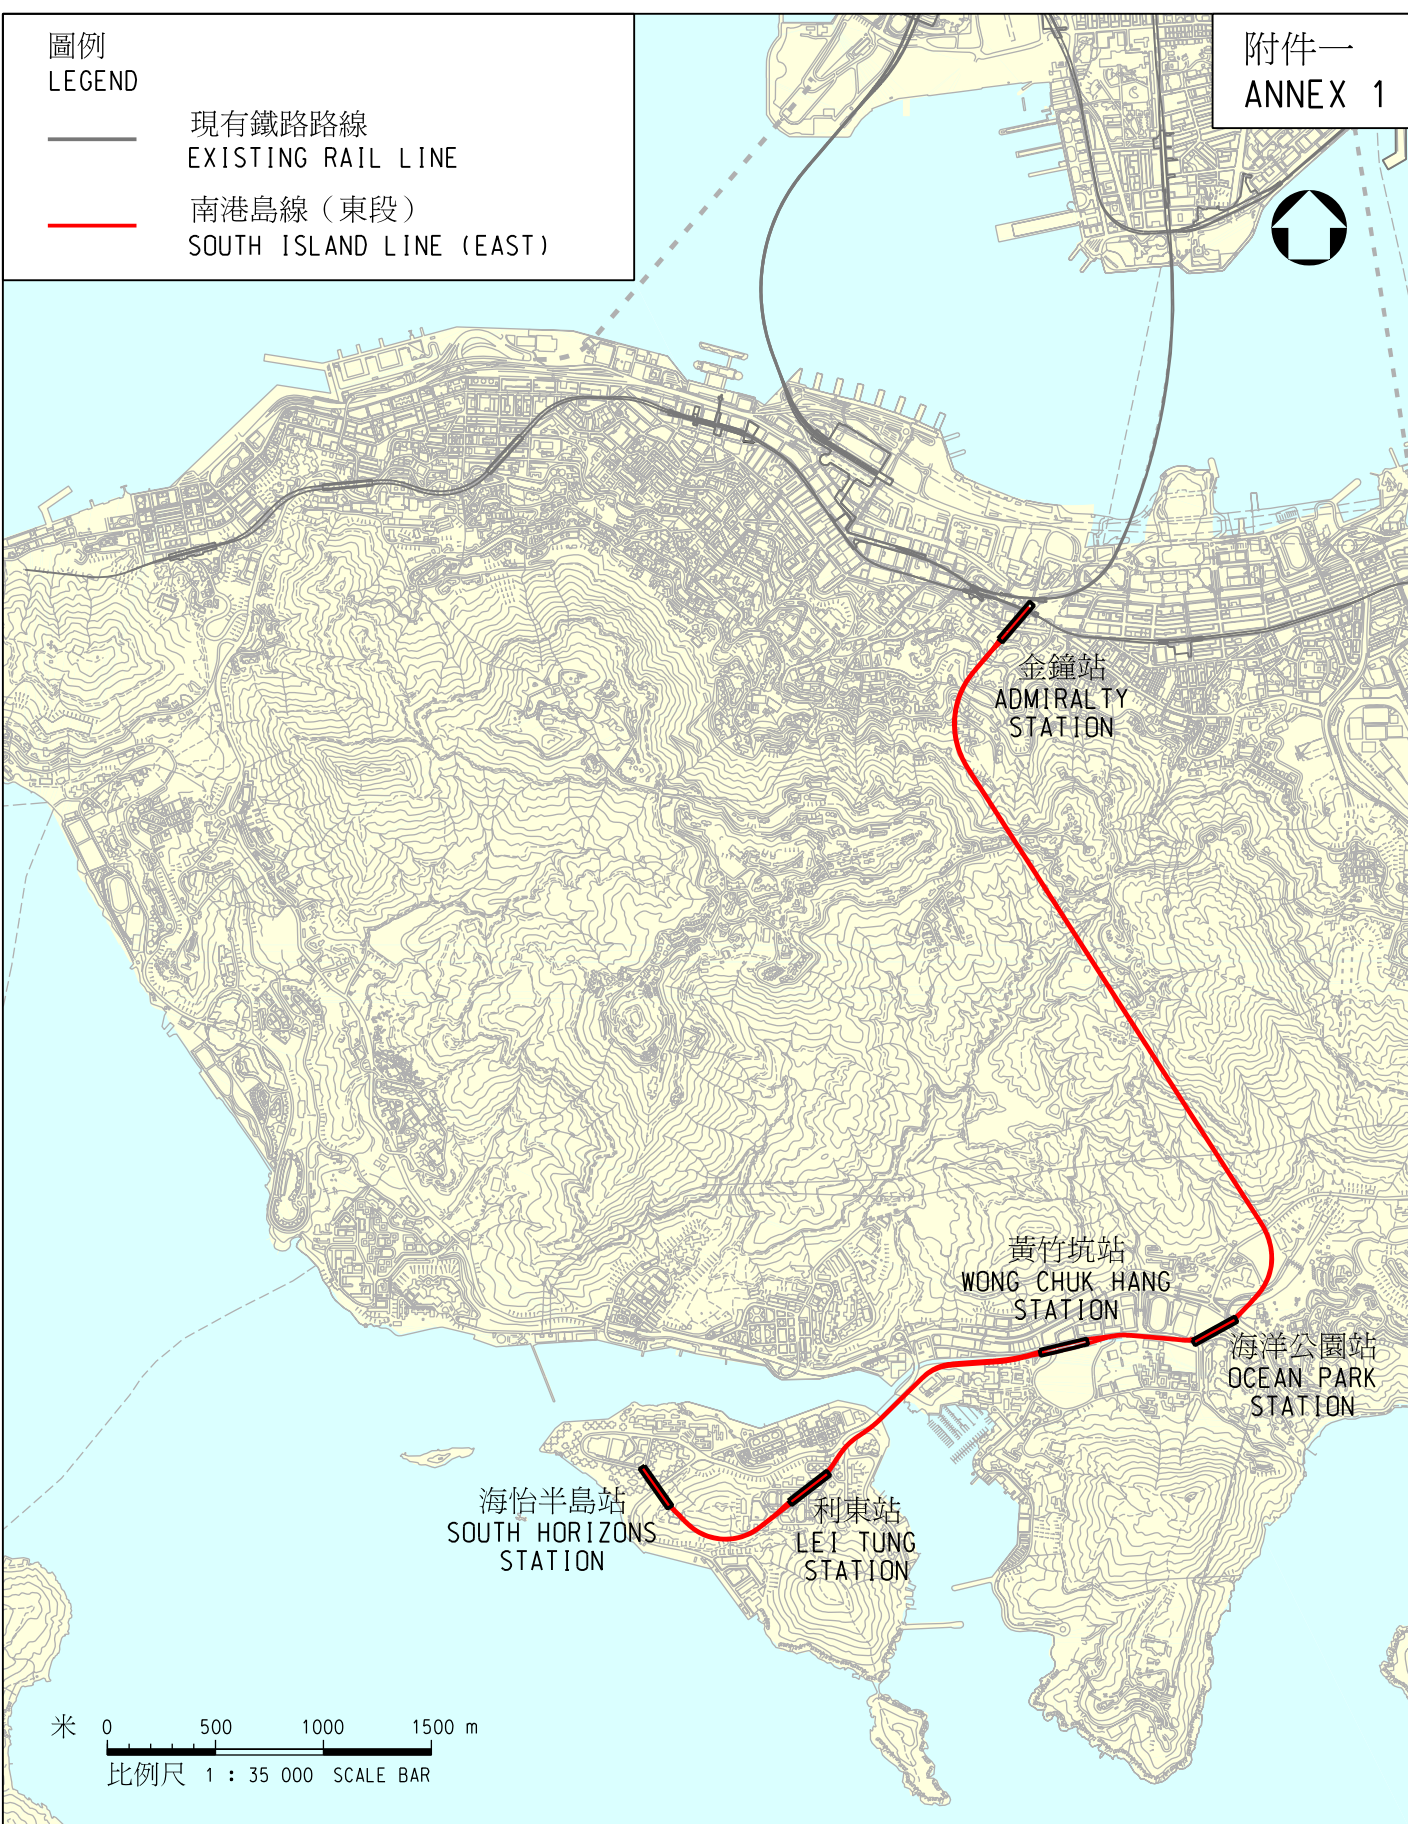 圖例
LEGEND
現有鐵路路線
EXISTING RAIL LINE
南港島線（東段）
SOUTH ISLAND LINE (EAST)
附件一
ANNEX 1
金鐘站
ADMIRALTY
STATION
黃竹坑站
WONG CHUK HANG
STATION
海洋公園站
OCEAN PARK
STATION
海怡半島站
SOUTH HORIZONS
STATION
利東站
LEI TUNG
STATION
米 0 500 1000 1500 m
比例尺 1 : 35 000 SCALE BAR